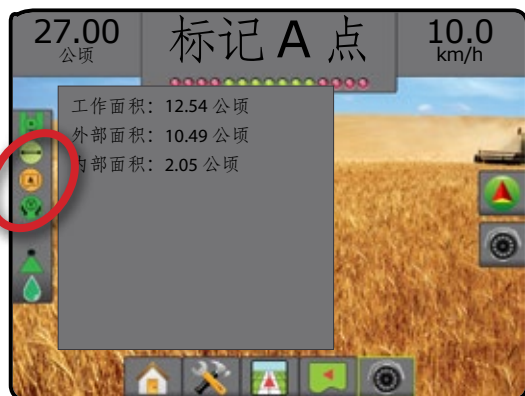 27.00
公顷
标记 A 点
10.0
km/h
工作面积：12.54 公顷
外部面积：10.49 公顷
内部面积：2.05 公顷